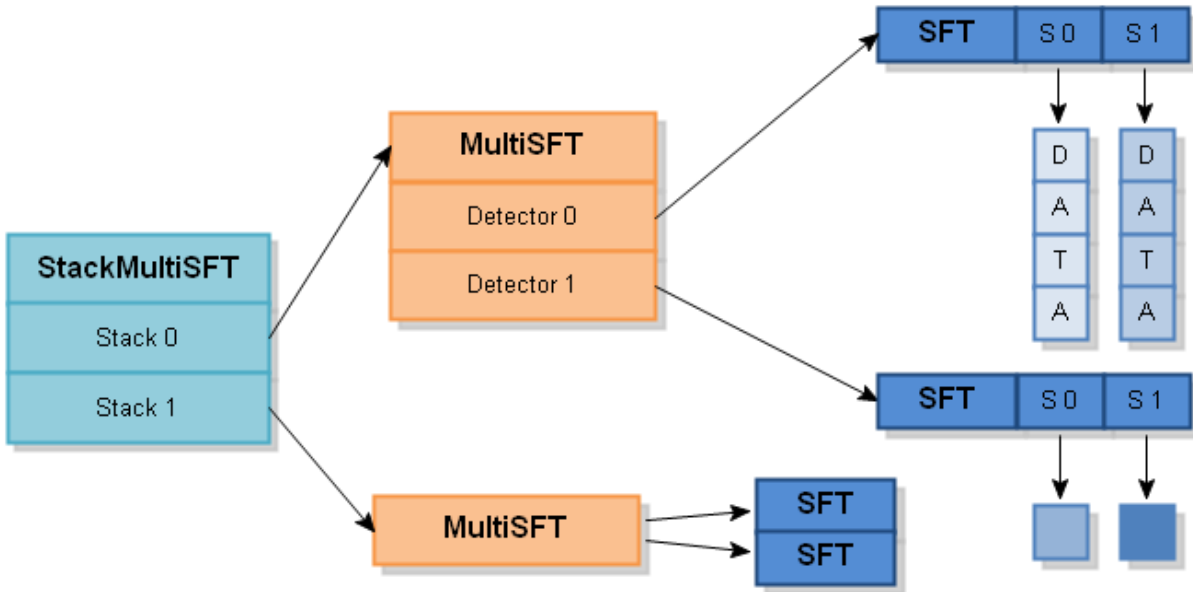 SFT S 0 S 1
D D
A A
T T
A A
MultiSFT
Detector 0
Detector 1
StackMultiSFT
Stack 0
Stack 1
SFT S 0 S 1
MultiSFT
SFT
SFT